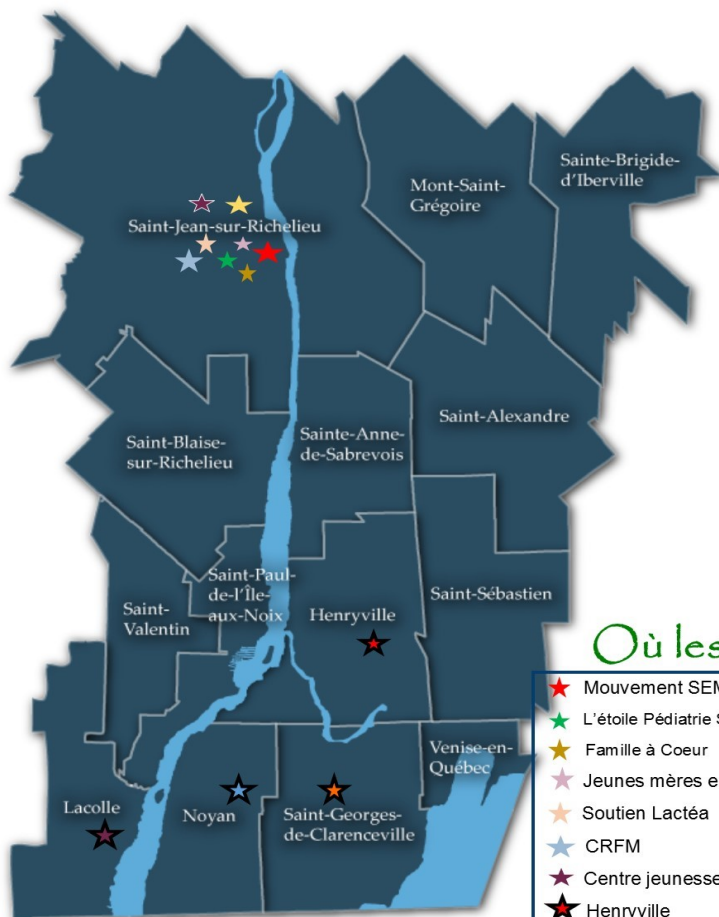 Sainte-Brigide-
d'Iberville
Mont-Saint-
Grégoire
Saint-Jean-sur-Richelieu
Saint-Alexandre
Sainte-Anne-
de-Sabrevois
Saint-Blaise-
sur-Richelieu
Saint-Paul-
de-l'Île-
aux-Noix
Saint-Sébastien
Henryville
Saint-
Valentin
Venise-en-
Québec
Lacolle
Noyan
Saint-Georges-
de-Clarenceville
Où les
Mouvement SEM
L'étoile Pédiatrie S
Famille à Coeur
Jeunes mères e
Soutien Lactéa
CRFM
Centre jeunesse
Henryville